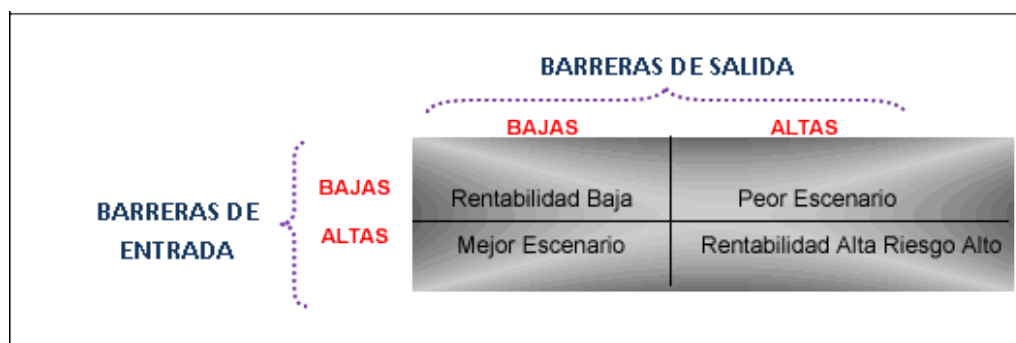 BARRERAS DE SALIDA
BAJAS ALTAS
BARRERAS DE
ENTRADA
BAJAS
ALTAS
Rentabilidad Baja Peor Escenario
Mejor Escenario Rentabilidad Alta Riesgo Alto